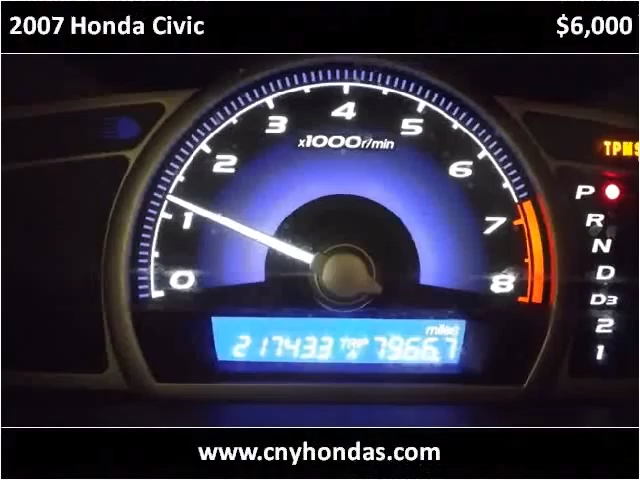 2007 Honda Civic $6,000
0
1
2
3
4
5
6
7
8
x1000r/min
TPMS
P
R
N
D
D3
2
1
miles
217433 TRIP A 7966.7
www.cnyhondas.com